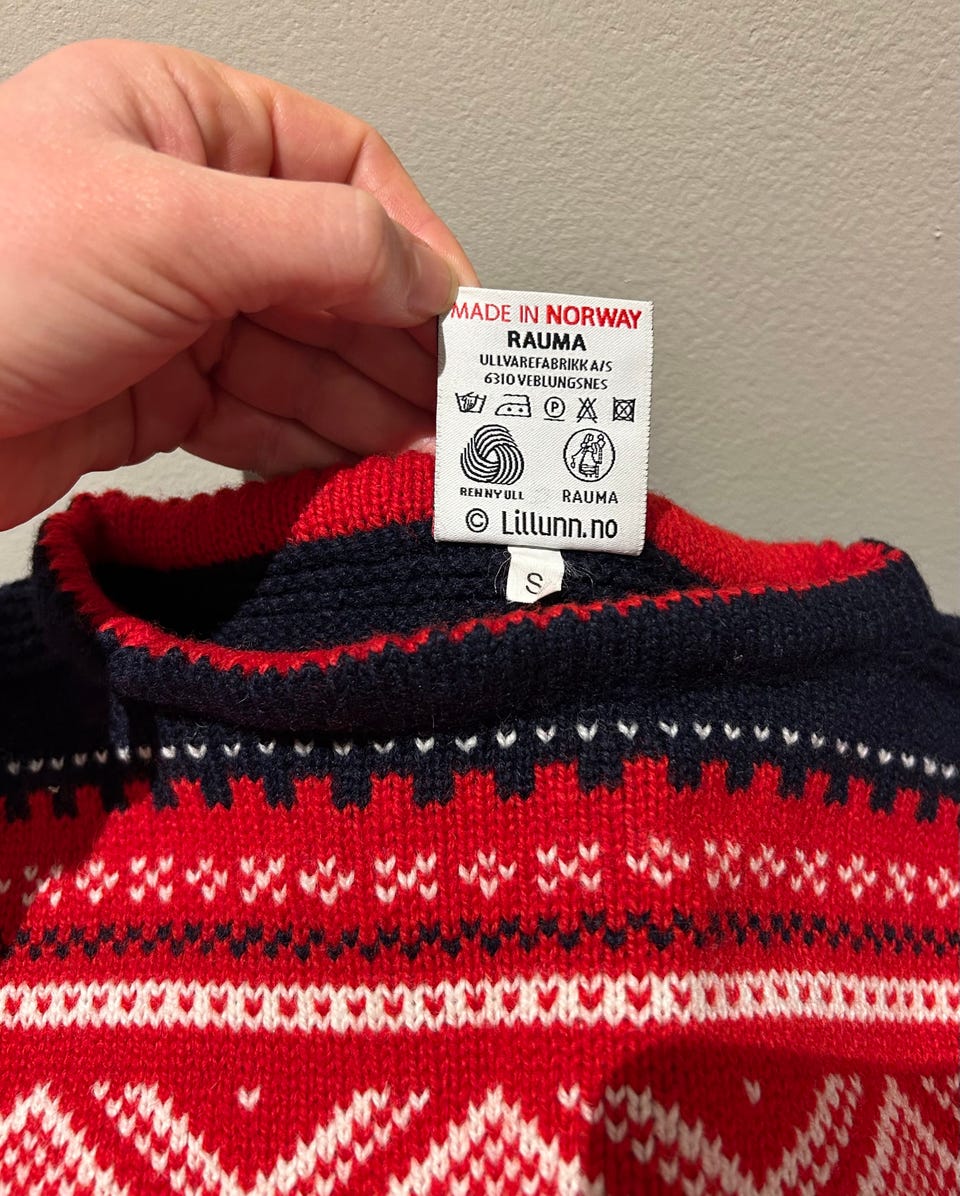 MADE IN NORWAY
RAUMA
ULLVAREFABRIKK A/S
6310 VEBLUNGSNES
P
REN NY ULL RAUMA
© Lillunn.no
S